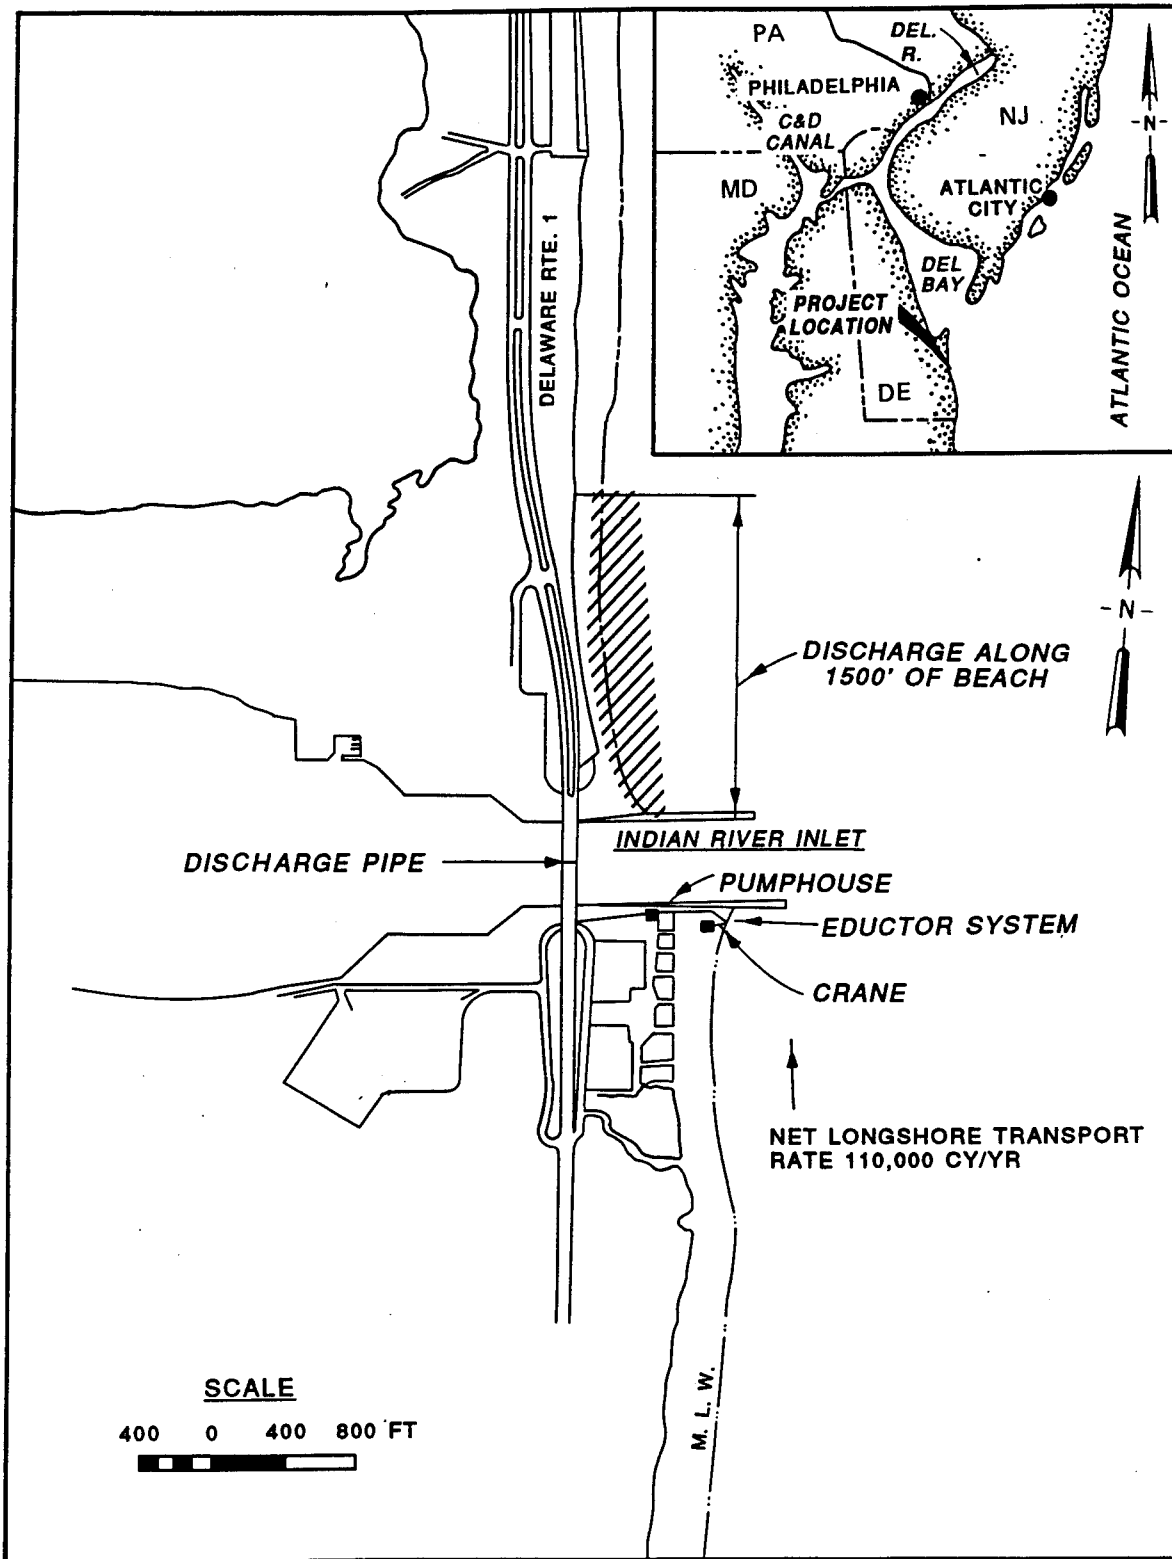 PA
DEL.
R.
PHILADELPHIA
C&D
CANAL
NJ
-N-
MD
ATLANTIC
CITY
DEL
BAY
PROJECT
LOCATION
DE
ATLANTIC OCEAN
DELAWARE RTE. 1
-N-
DISCHARGE ALONG
1500' OF BEACH
INDIAN RIVER INLET
DISCHARGE PIPE
PUMPHOUSE
EDUCTOR SYSTEM
CRANE
NET LONGSHORE TRANSPORT
RATE 110,000 CY/YR
M. L. W.
SCALE
400 0 400 800 FT